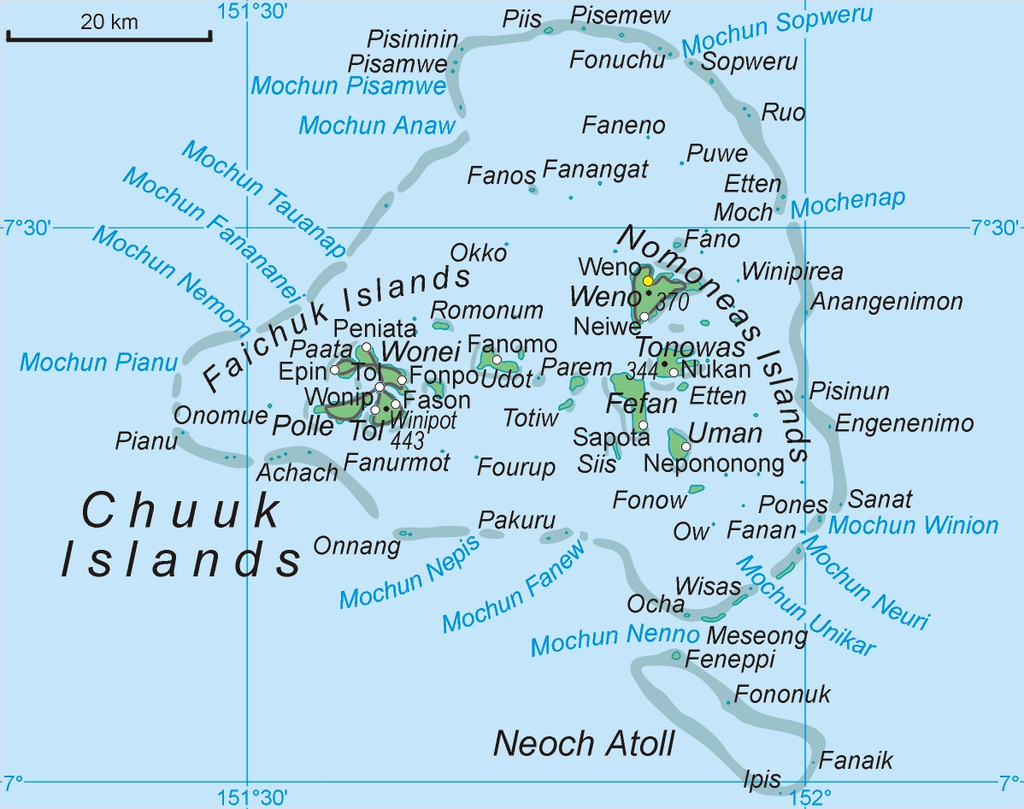 20 km
151°30'
Piis
Pisemew
Mochun Sopweru
Pisininin
Pisamwe
Fonuchu
Sopweru
Mochun Pisamwe
Mochun Anaw
Faneno
Ruo
Mochun Tauanap
Puwe
Mochun Fanananei
Fanos
Fanangat
Etten
Moch
Mochenap
7°30'
7°30'
Mochun Nemom
Okko
Nomoneas Islands
Fano
Weno
Winipirea
Faichuk Islands
Weno
370
Anangenimon
Romonum
Neiwe
Peniata
Paata
Wonei
Fanomo
Tonowas
Mochun Pianu
Epin
Tol
Fonpo
Udot
Parem
344
Nukan
Wonip
Fason
Etten
Pisinun
Onomue
Polle
Tol
Winipot
443
Totiw
Fefan
Engenenimo
Pianu
Sapota
Uman
Achach
Fanurmot
Fourup
Siis
Nepononong
Chuuk
Islands
Fonow
Pones
Sanat
Pakuru
Ow
Fanan
Mochun Winion
Onnang
Mochun Nepis
Mochun Fanew
Wisas
Mochun Neuri
Ocha
Mochun Unikar
Mochun Nenno
Meseong
Feneppi
Fononuk
Neoch Atoll
Fanaik
Ipis
7°
7°
151°30'
152°